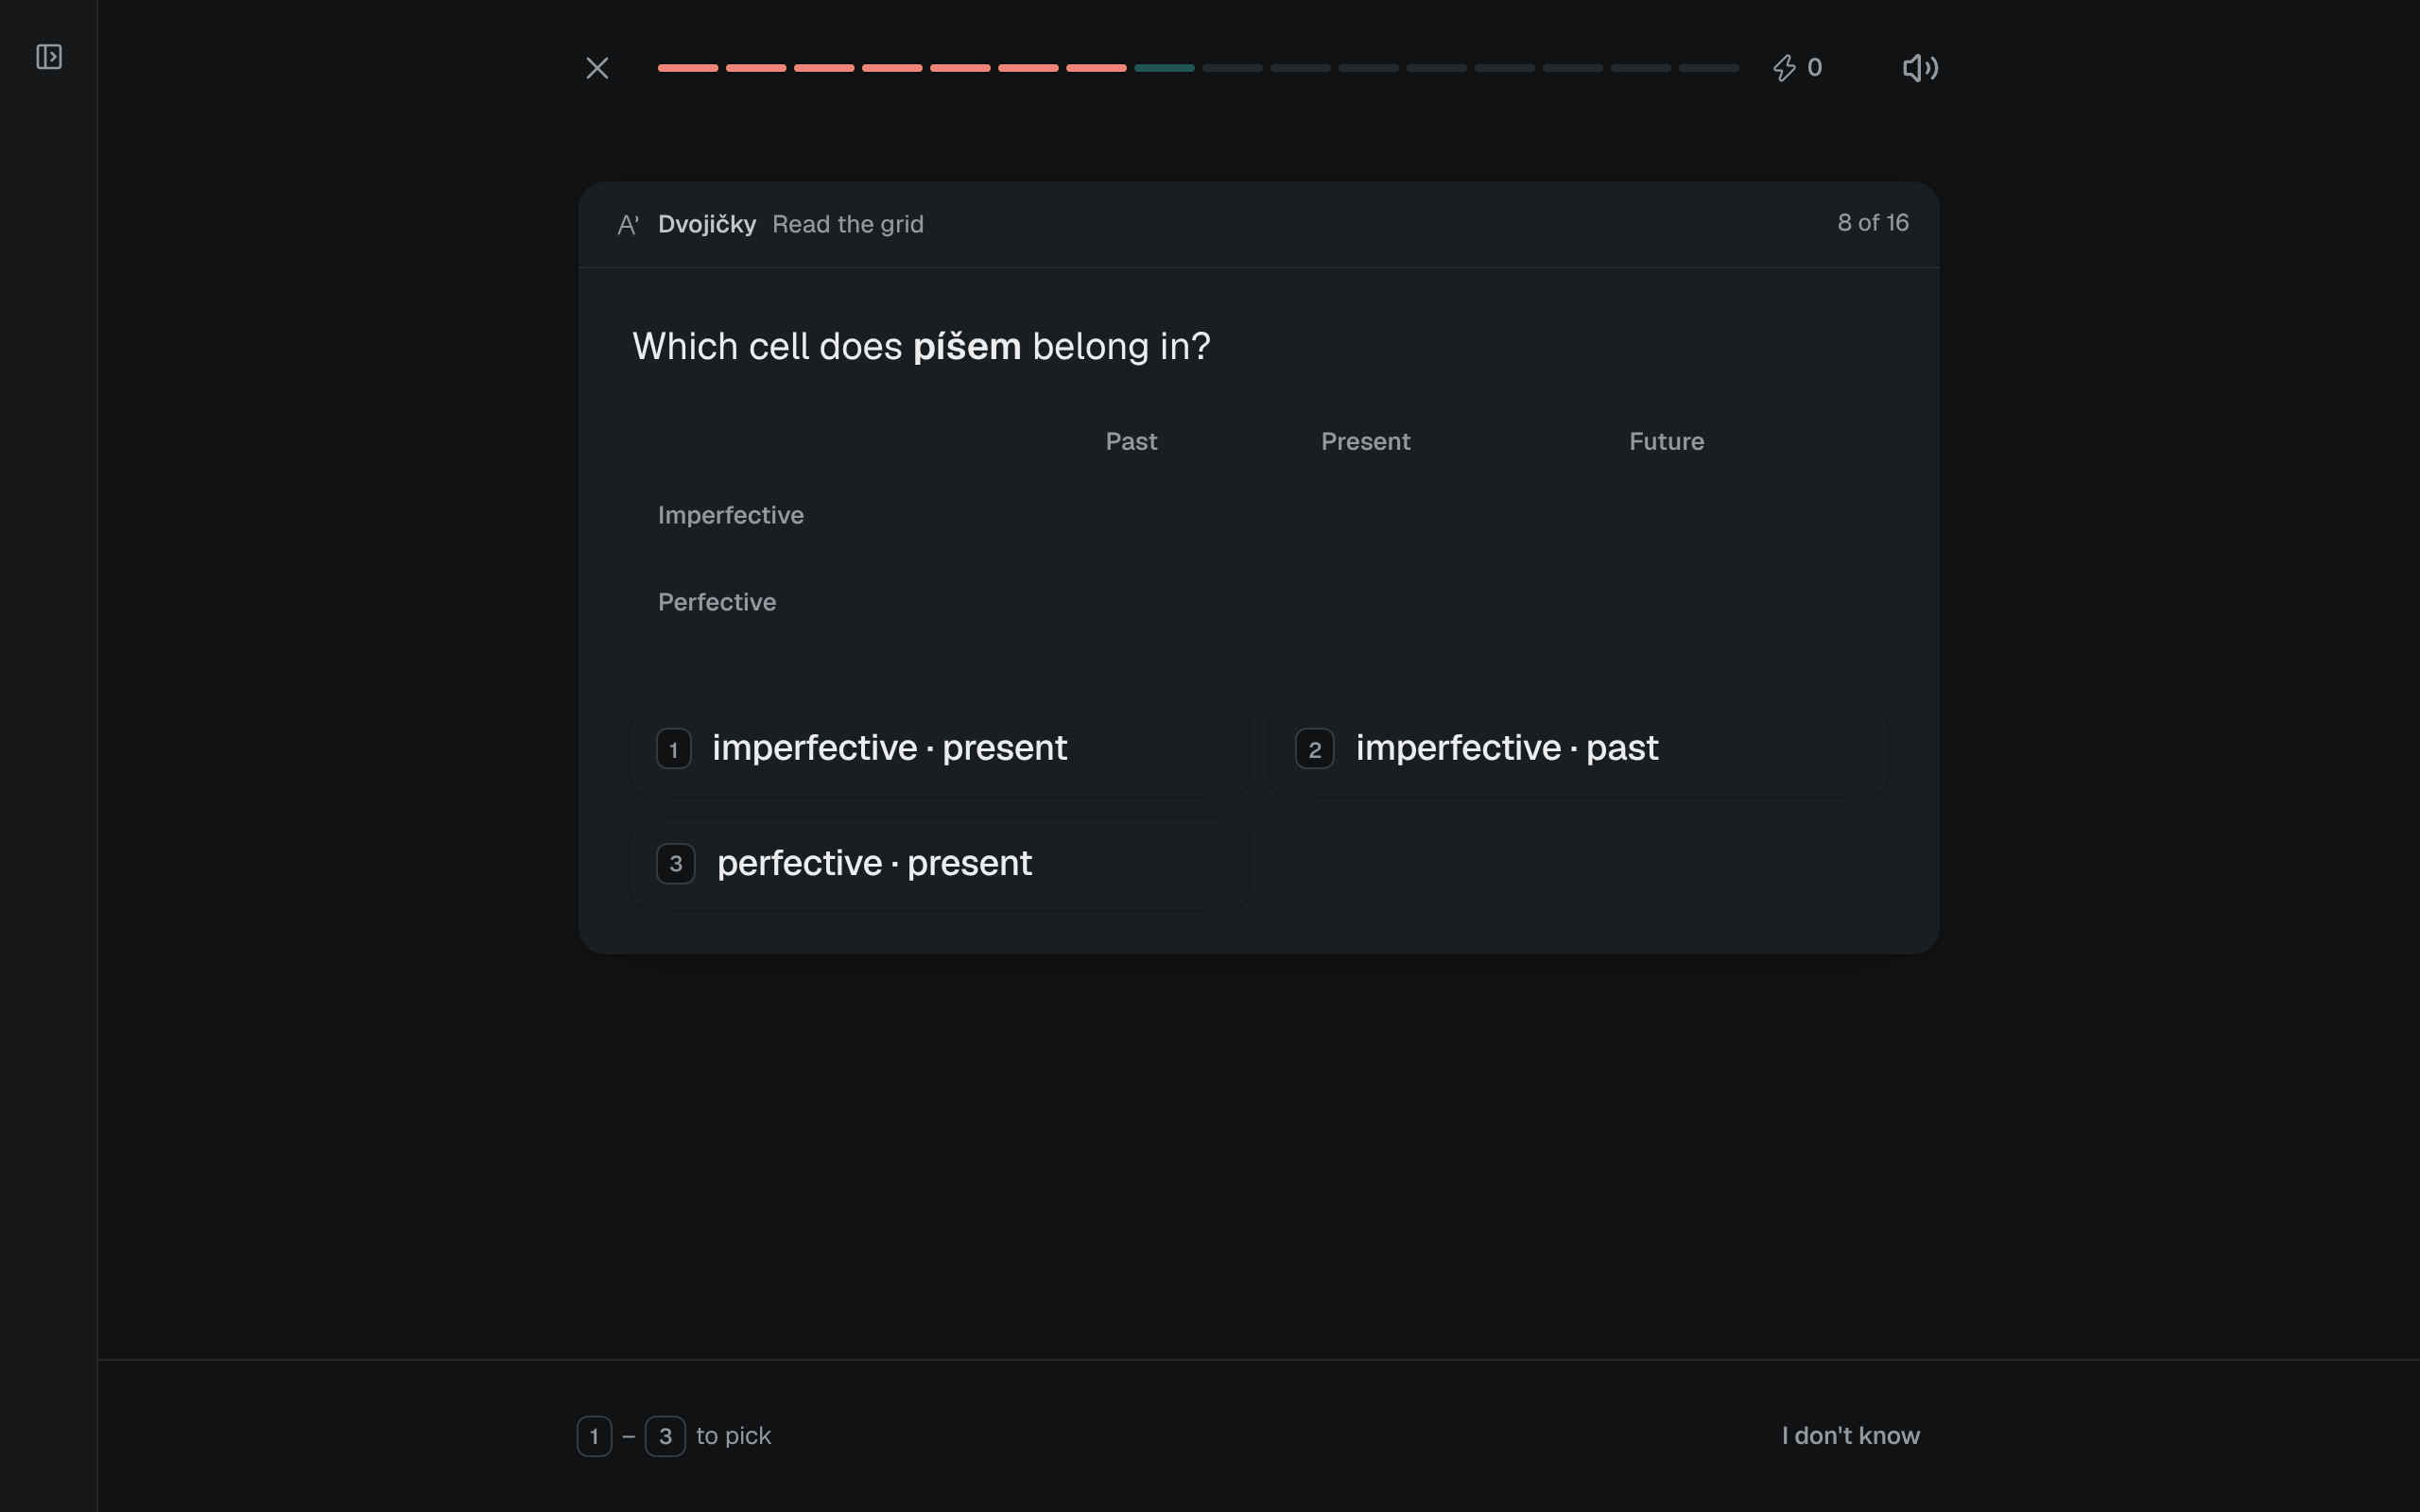 0
Dvojičky Read the grid 8 of 16
Which cell does píšem belong in?
Past Present Future
Imperfective
Perfective
1 imperfective · present 2 imperfective · past
3 perfective · present
1 – 3 to pick I don't know